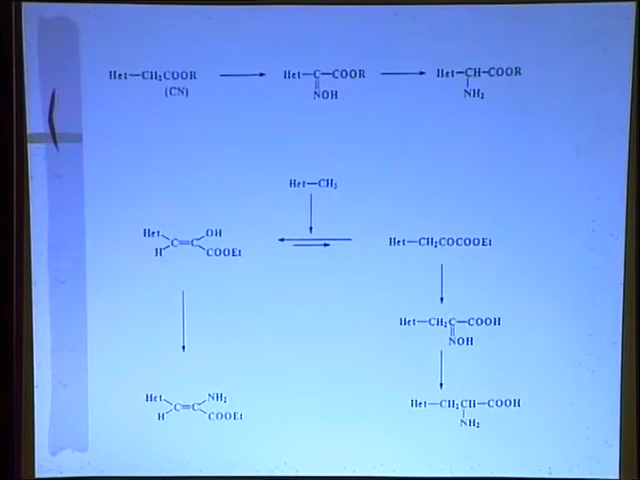 Het—CH₂COOR → Het—C—COOR → Het—CH—COOR
(CN) NOH NH₂
Het—CH₃
Het OH
C=C Het—CH₂COCOOEt
H COOEt
Het—CH₂C—COOH
NOH
Het NH₂
C=C Het—CH₂CH—COOH
H COOEt
NH₂